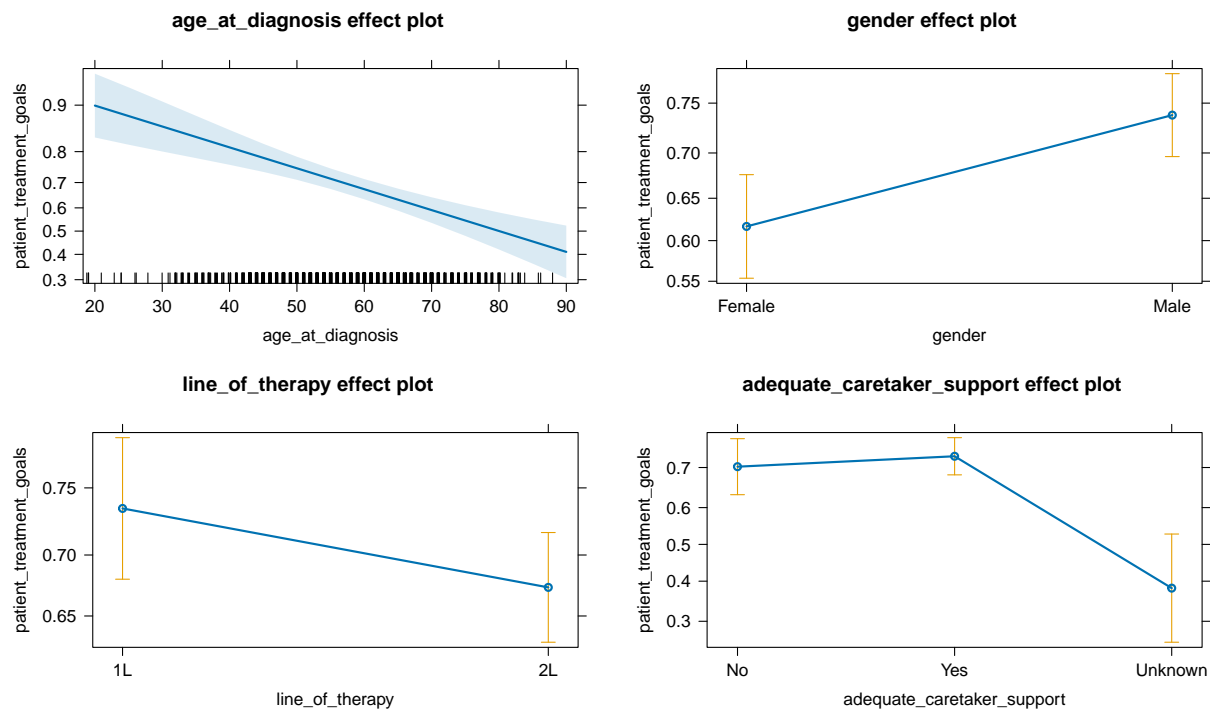 age_at_diagnosis effect plot
patient_treatment_goals
0.9
0.8
0.7
0.6
0.5
0.4
0.3
20 30 40 50 60 70 80 90
age_at_diagnosis
gender effect plot
patient_treatment_goals
0.75
0.70
0.65
0.60
0.55
Female Male
gender
line_of_therapy effect plot
patient_treatment_goals
0.75
0.70
0.65
1L 2L
line_of_therapy
adequate_caretaker_support effect plot
patient_treatment_goals
0.7
0.6
0.5
0.4
0.3
No Yes Unknown
adequate_caretaker_support